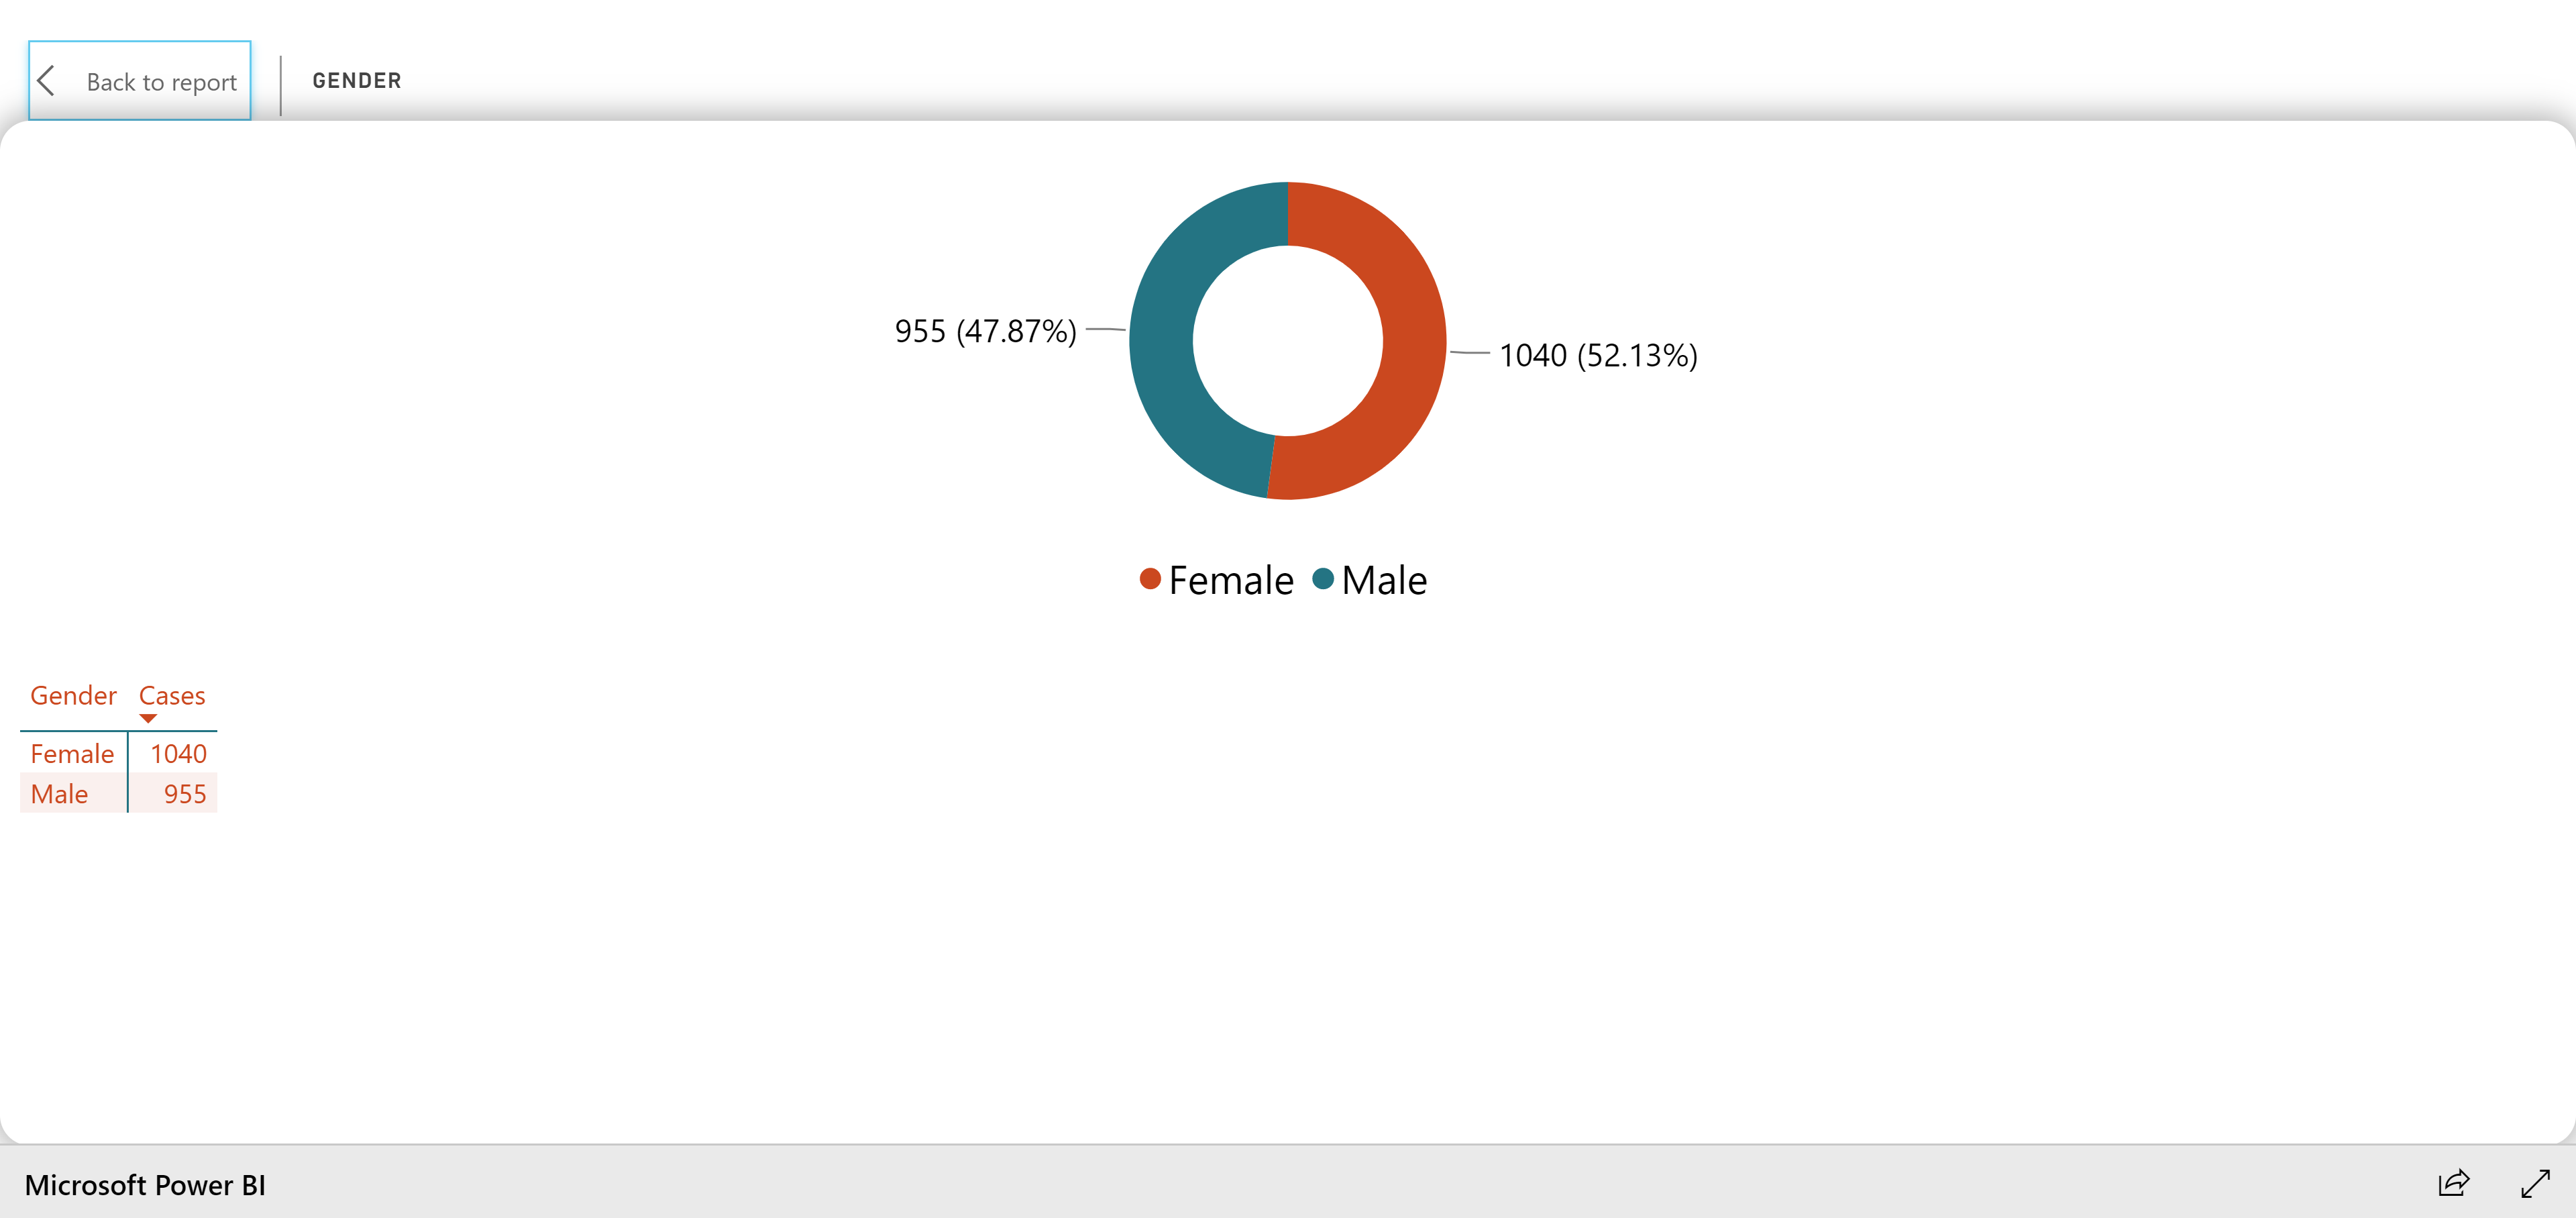 Back to report
GENDER
955 (47.87%)
1040 (52.13%)
Female Male
Gender Cases
Female 1040
Male 955
Microsoft Power BI